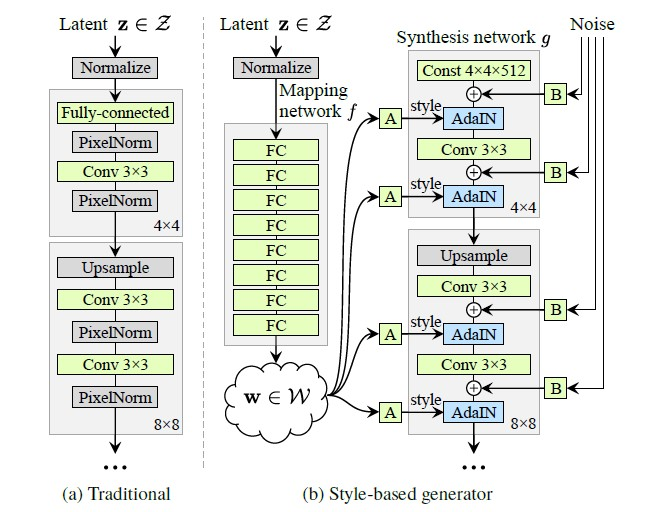 Latent z ∈ 𝒵
Normalize
Fully-connected
PixelNorm
Conv 3×3
PixelNorm
4×4
Upsample
Conv 3×3
PixelNorm
Conv 3×3
PixelNorm
8×8
...
(a) Traditional
Latent z ∈ 𝒵
Normalize
Mapping
network f
FC
FC
FC
FC
FC
FC
FC
FC
w ∈ 𝒲
A
style
A
style
A
style
A
style
Synthesis network g
Noise
Const 4×4×512
B
AdaIN
Conv 3×3
B
AdaIN
4×4
Upsample
Conv 3×3
B
AdaIN
Conv 3×3
B
AdaIN
8×8
...
(b) Style-based generator